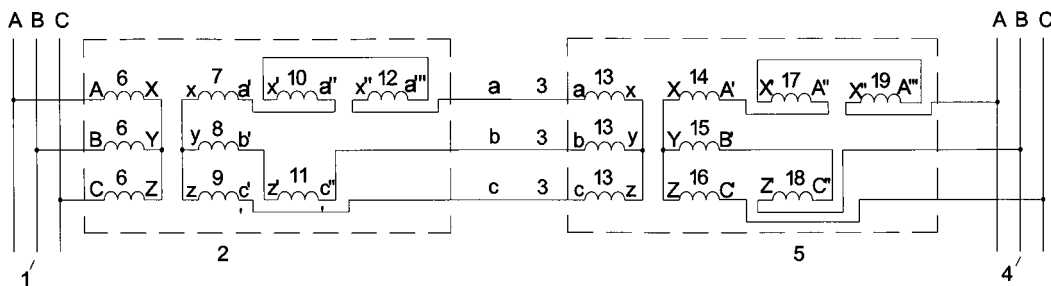 A B C A B C
6 7 10 12 a 3 13 14 17 19
A X x a' x' a" x" a''' a x X A' X' A" X" A'''
6 8 b 3 13 15
B Y y b' b y Y B'
6 9 11 c 3 13 16 18
C Z z c' z' c" c z Z C' Z' C"
2 5
1 4